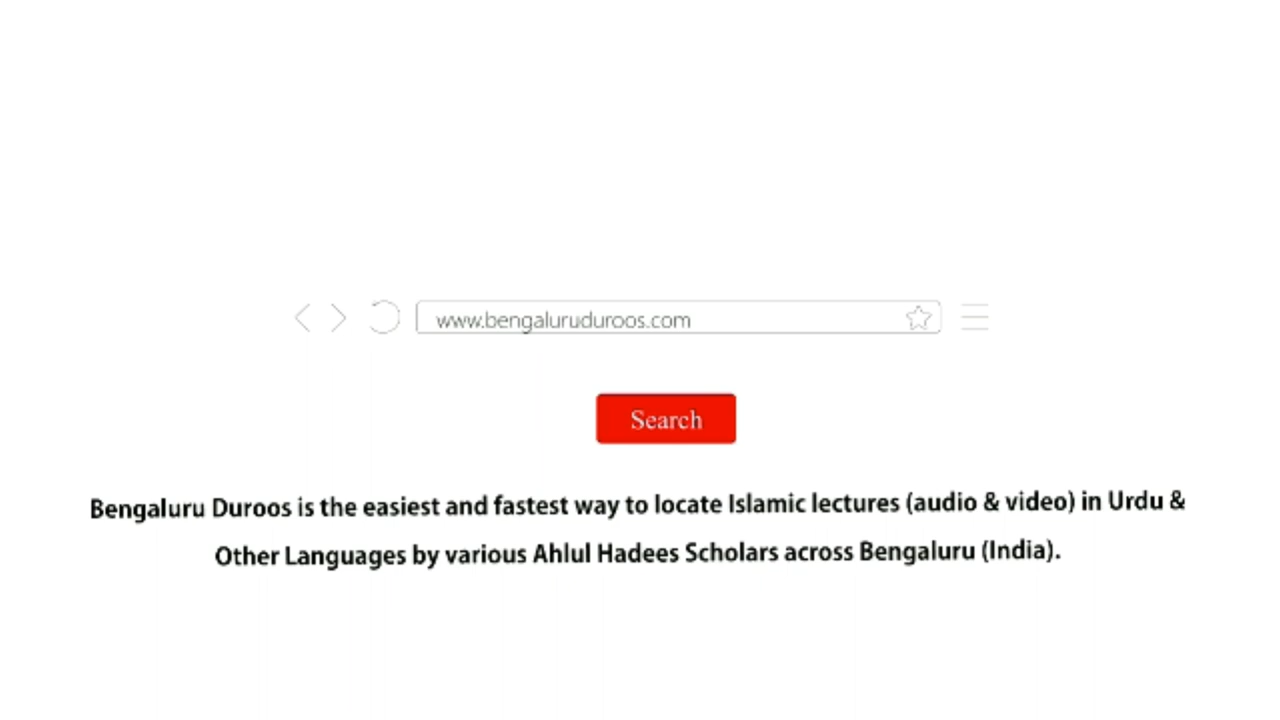 www.bengaluruduroos.com
Search
Bengaluru Duroos is the easiest and fastest way to locate Islamic lectures (audio & video) in Urdu &
Other Languages by various Ahlul Hadees Scholars across Bengaluru (India).